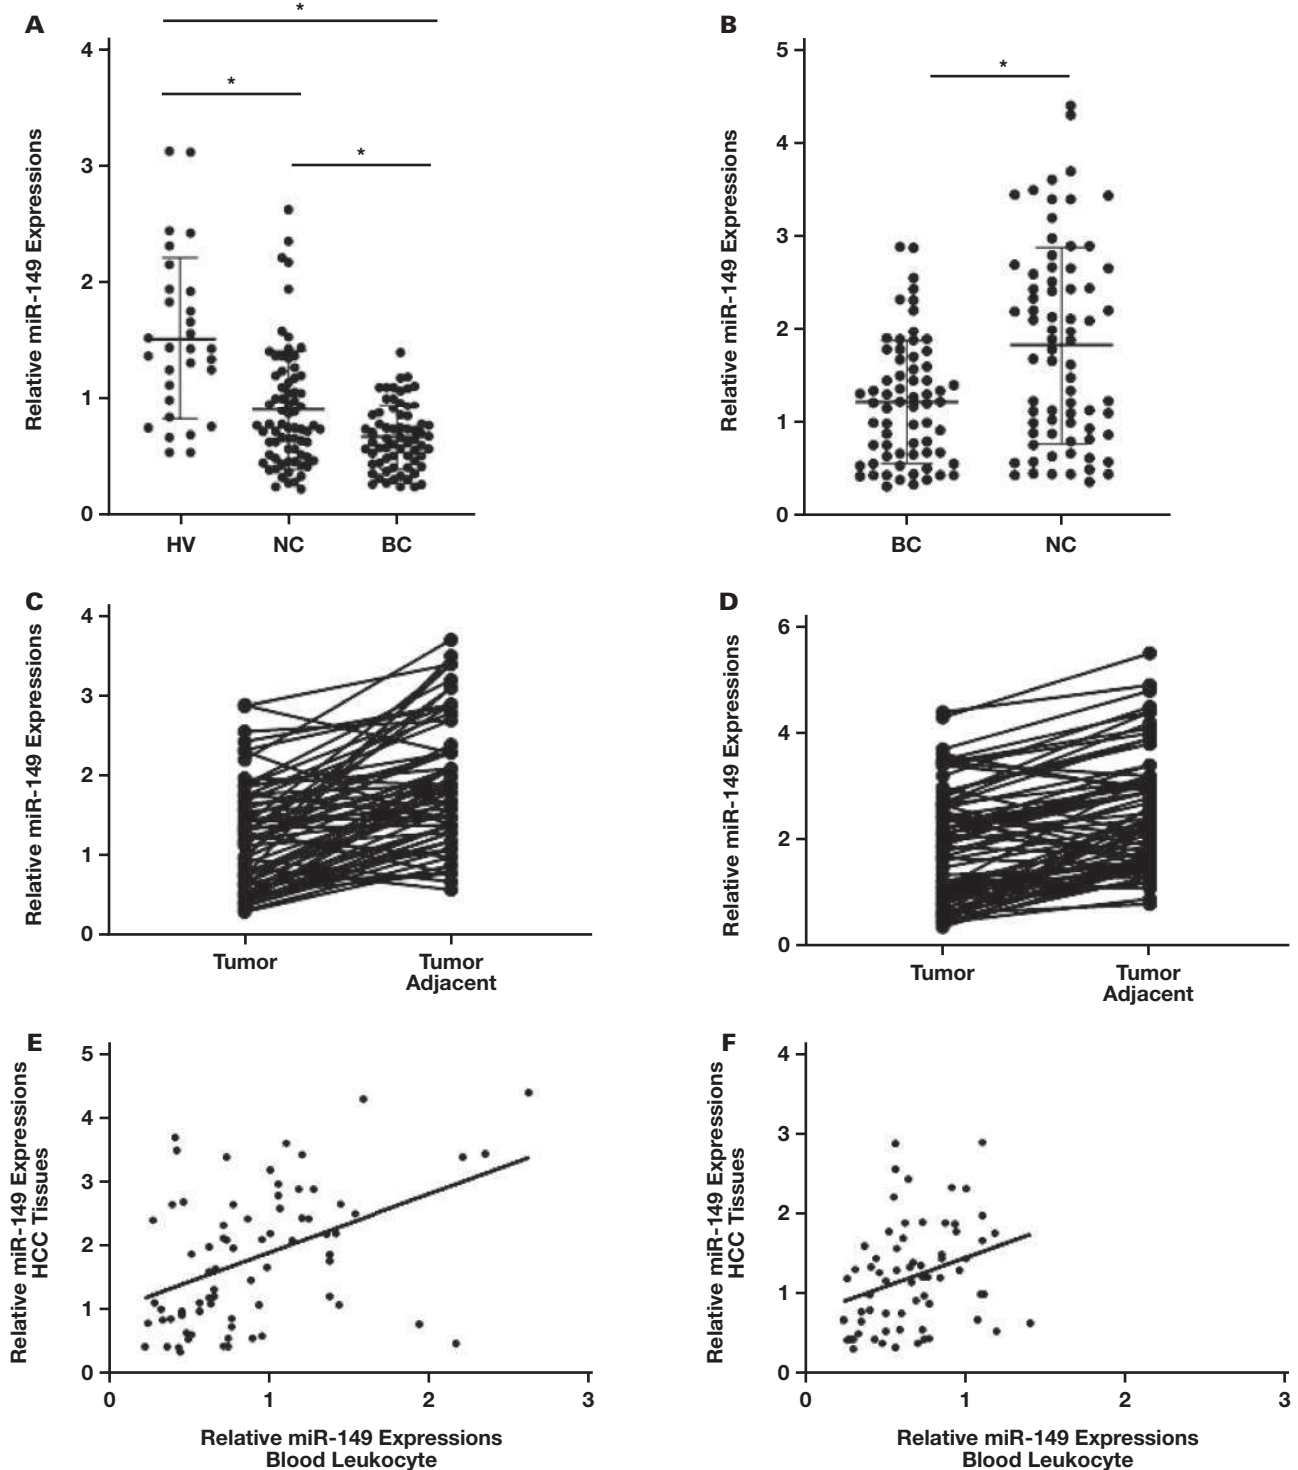 A
*
*
*
Relative miR-149 Expressions
4
3
2
1
0
HV NC BC
B
*
Relative miR-149 Expressions
5
4
3
2
1
0
BC NC
C
Relative miR-149 Expressions
4
3
2
1
0
Tumor Tumor
Adjacent
D
Relative miR-149 Expressions
6
4
2
0
Tumor Tumor
Adjacent
E
Relative miR-149 Expressions
HCC Tissues
5
4
3
2
1
0
0 1 2 3
Relative miR-149 Expressions
Blood Leukocyte
F
Relative miR-149 Expressions
HCC Tissues
4
3
2
1
0
0 1 2 3
Relative miR-149 Expressions
Blood Leukocyte